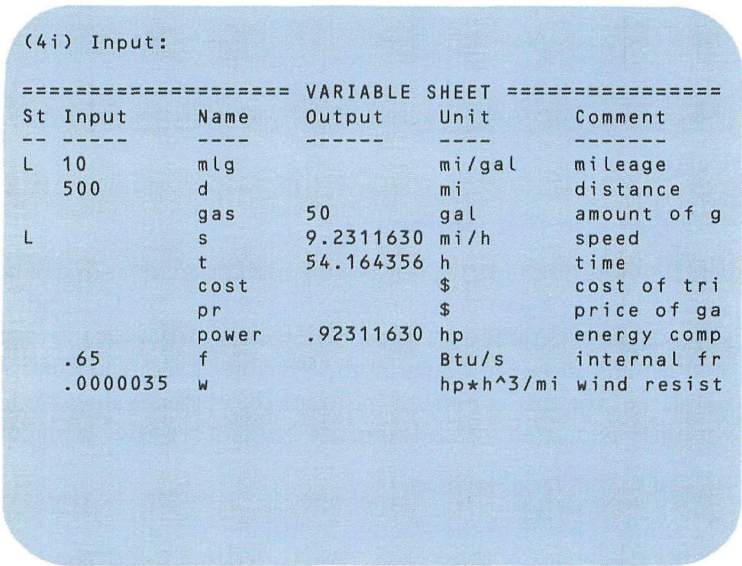 (4i) Input:
==================== VARIABLE SHEET ================
St Input Name Output Unit Comment
-- ----- ---- ------ ---- -------
L 10 mlg mi/gal mileage
500 d mi distance
gas 50 gal amount of g
L s 9.2311630 mi/h speed
t 54.164356 h time
cost $ cost of tri
pr $ price of ga
power .92311630 hp energy comp
.65 f Btu/s internal fr
.0000035 w hp*h^3/mi wind resist